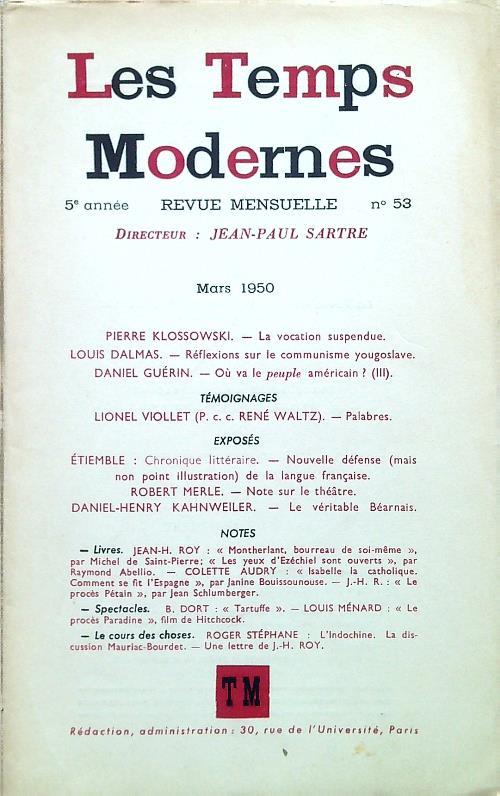 Les Temps
Modernes
5e année REVUE MENSUELLE no 53
DIRECTEUR : JEAN-PAUL SARTRE
Mars 1950
PIERRE KLOSSOWSKI. — La vocation suspendue.
LOUIS DALMAS. — Réflexions sur le communisme yougoslave.
DANIEL GUÉRIN. — Où va le peuple américain ? (III).
TÉMOIGNAGES
LIONEL VIOLLET (P. c. c. RENÉ WALTZ). — Palabres.
EXPOSÉS
ÉTIEMBLE : Chronique littéraire. — Nouvelle défense (mais
non point illustration) de la langue française.
ROBERT MERLE. — Note sur le théâtre.
DANIEL-HENRY KAHNWEILER. — Le véritable Béarnais.
NOTES
— Livres. JEAN-H. ROY : « Montherlant, bourreau de soi-même »,
par Michel de Saint-Pierre; « Les yeux d'Ezéchiel sont ouverts », par
Raymond Abellio. — COLETTE AUDRY : « Isabelle la catholique.
Comment se fit l'Espagne », par Janine Bouissounouse. — J.-H. R. : « Le
procès Pétain », par Jean Schlumberger.
— Spectacles. B. DORT : « Tartuffe ». — LOUIS MÉNARD : « Le
procès Paradine », film de Hitchcock.
— Le cours des choses. ROGER STÉPHANE : L'Indochine. La dis-
cussion Mauriac-Bourdet. — Une lettre de J.-H. ROY.
TM
Rédaction, administration : 30, rue de l'Université, Paris